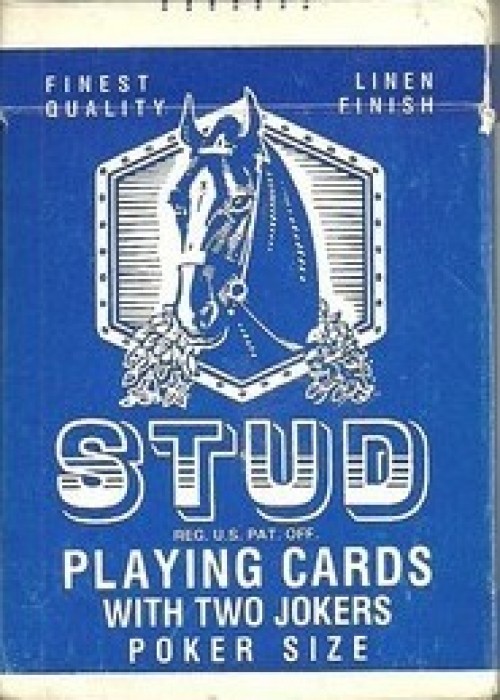 FINEST
QUALITY
LINEN
FINISH
STUD
REG. U.S. PAT. OFF.
PLAYING CARDS
WITH TWO JOKERS
POKER SIZE